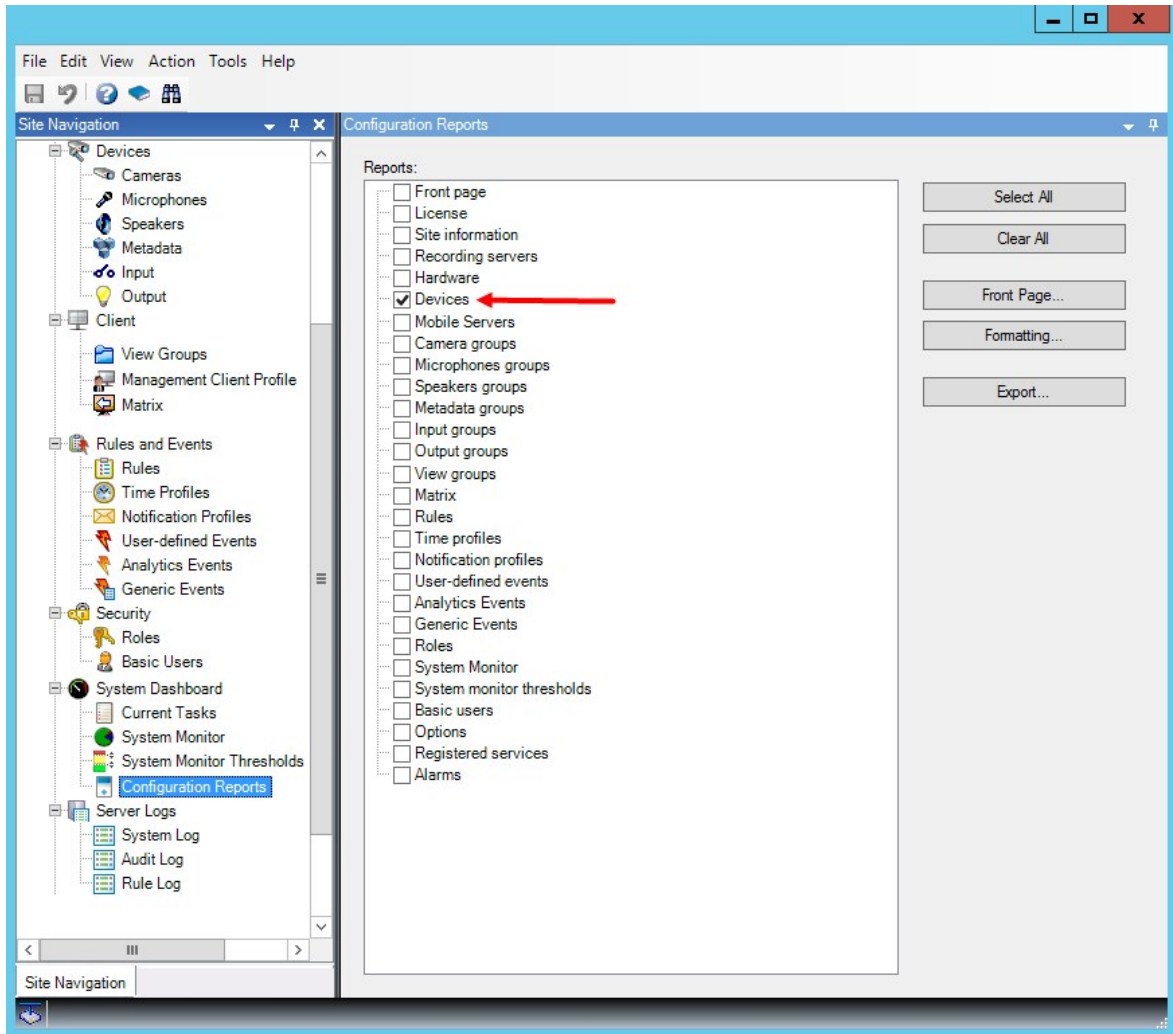 File Edit View Action Tools Help
Site Navigation
Devices
Cameras
Microphones
Speakers
Metadata
Input
Output
Client
View Groups
Management Client Profile
Matrix
Rules and Events
Rules
Time Profiles
Notification Profiles
User-defined Events
Analytics Events
Generic Events
Security
Roles
Basic Users
System Dashboard
Current Tasks
System Monitor
System Monitor Thresholds
Configuration Reports
Server Logs
System Log
Audit Log
Rule Log
Site Navigation
Configuration Reports
Reports:
Front page
License
Site information
Recording servers
Hardware
Devices
Mobile Servers
Camera groups
Microphones groups
Speakers groups
Metadata groups
Input groups
Output groups
View groups
Matrix
Rules
Time profiles
Notification profiles
User-defined events
Analytics Events
Generic Events
Roles
System Monitor
System monitor thresholds
Basic users
Options
Registered services
Alarms
Select All
Clear All
Front Page...
Formatting...
Export...